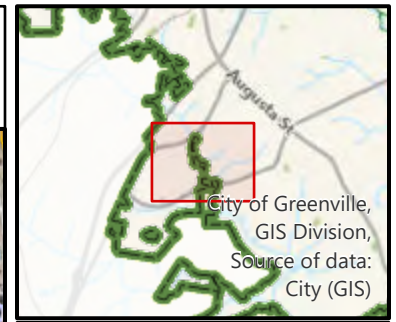 Augusta St
City of Greenville,
GIS Division,
Source of data:
City (GIS)